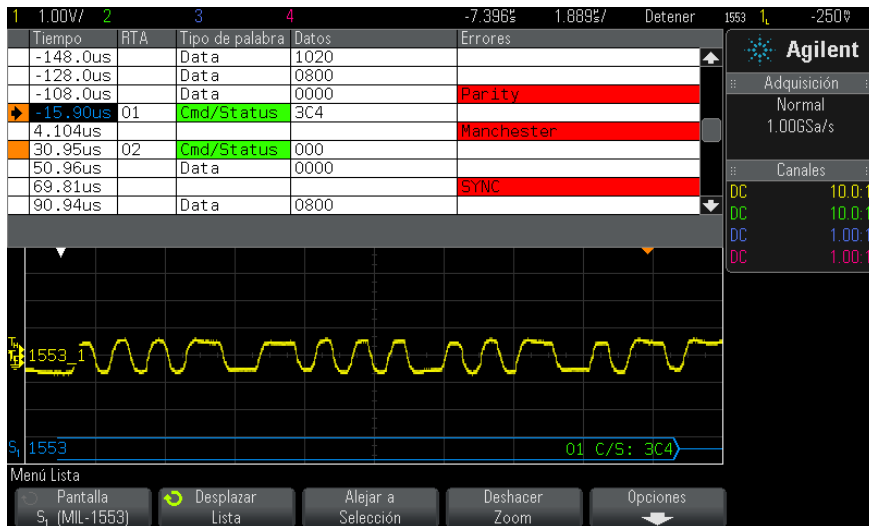 1 1.00V/ 2 3 4 -7.396§ 1.889§/ Detener 1553 1 L -250
Tiempo RTA Tipo de palabra Datos Errores
-148.0us Data 1020
-128.0us Data 0800
-108.0us Data 0000 Parity
-15.90us 01 Cmd/Status 3C4
4.104us Manchester
30.95us 02 Cmd/Status 000
50.96us Data 0000
69.81us SYNC
90.94us Data 0800
Agilent
Adquisición
Normal
1.00GSa/s
Canales
DC 10.0:1
DC 10.0:1
DC 1.00:1
DC 1.00:1
1553_1
S1 1553 01 C/S: 3C4
Menú Lista
Pantalla
S1 (MIL-1553)
Desplazar
Lista
Alejar a
Selección
Deshacer
Zoom
Opciones